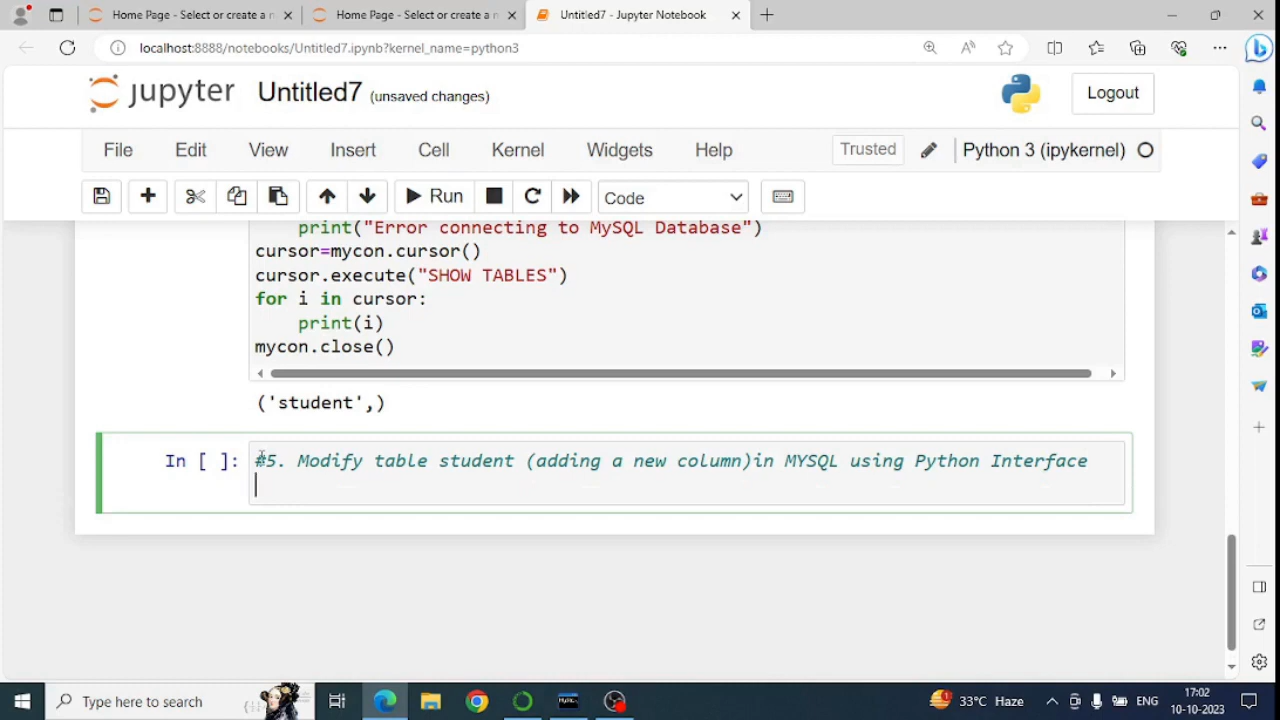 Home Page - Select or create a n
Home Page - Select or create a n
Untitled7 - Jupyter Notebook
localhost:8888/notebooks/Untitled7.ipynb?kernel_name=python3
jupyter Untitled7 (unsaved changes)
Logout
File Edit View Insert Cell Kernel Widgets Help Trusted Python 3 (ipykernel)
Run Code
print("Error connecting to MySQL Database")
cursor=mycon.cursor()
cursor.execute("SHOW TABLES")
for i in cursor:
print(i)
mycon.close()
('student',)
In [ ]: #5. Modify table student (adding a new column)in MYSQL using Python Interface
Type here to search
33°C Haze
ENG
17:02
10-10-2023